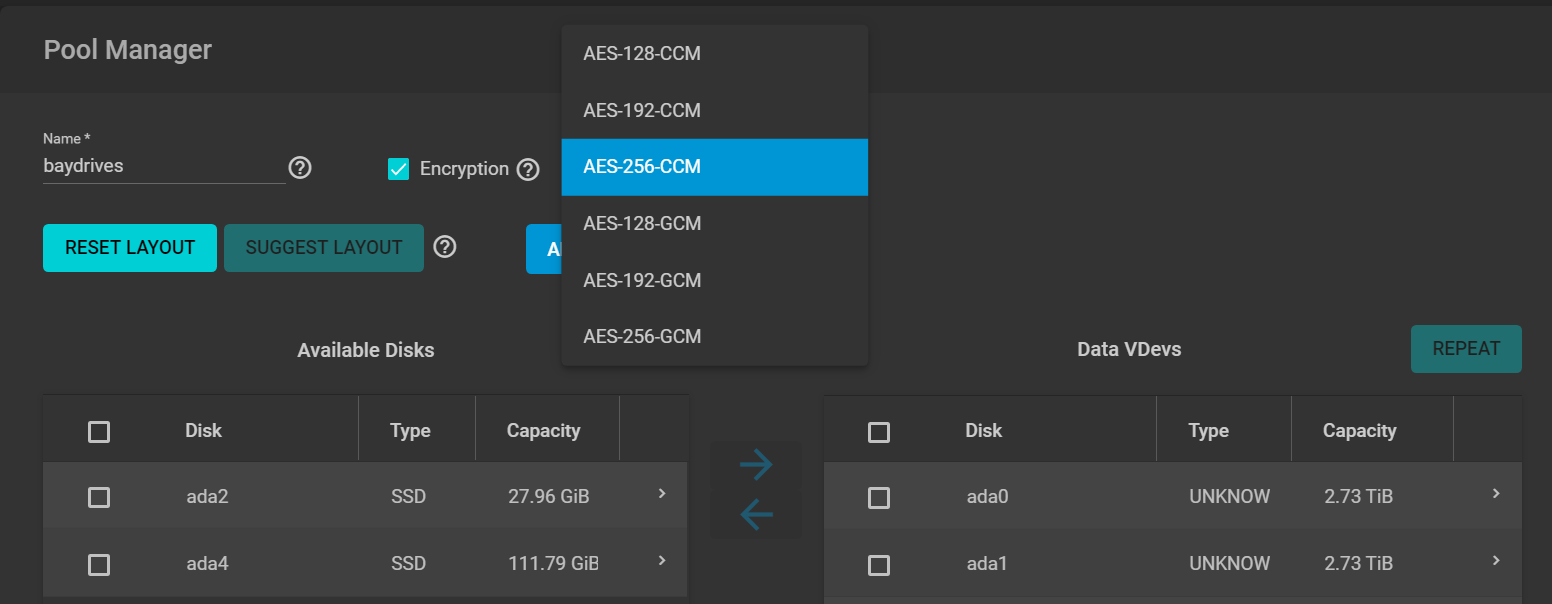 Pool Manager
AES-128-CCM
AES-192-CCM
AES-256-CCM
AES-128-GCM
AES-192-GCM
AES-256-GCM
Name *
baydrives
Encryption
RESET LAYOUT
SUGGEST LAYOUT
Available Disks
Disk Type Capacity
ada2 SSD 27.96 GiB
ada4 SSD 111.79 GiB
Data VDevs
REPEAT
Disk Type Capacity
ada0 UNKNOW 2.73 TiB
ada1 UNKNOW 2.73 TiB